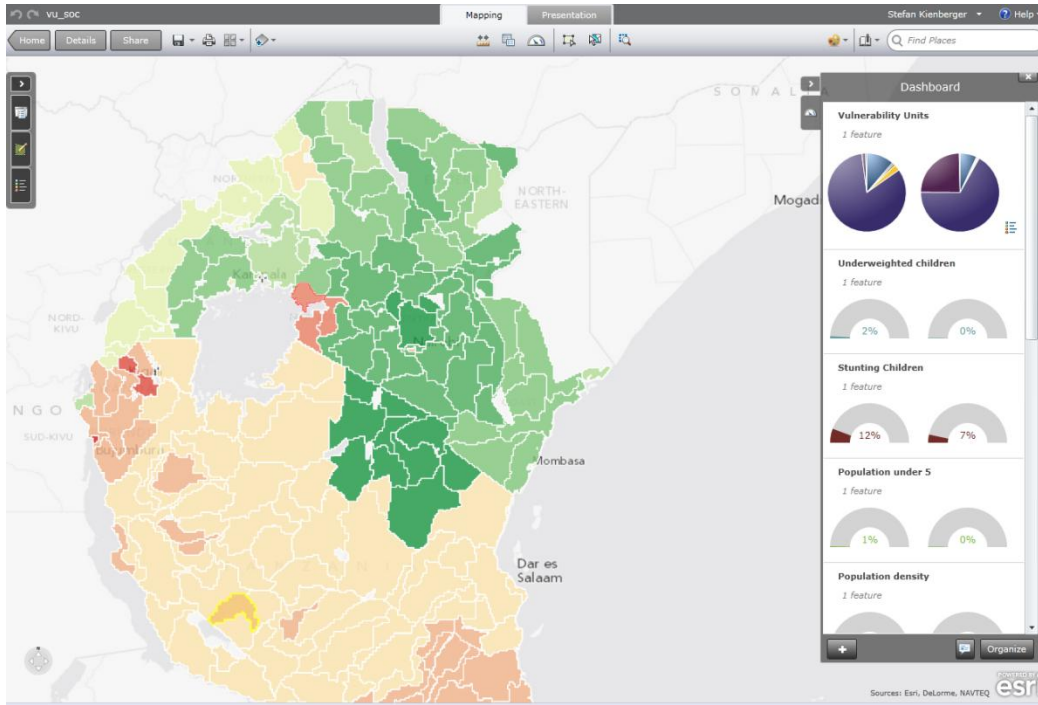 vu_soc
Mapping
Presentation
Stefan Kienberger
Help
Home
Details
Share
Find Places
SOMALIA
NORTH-
EASTERN
Mogadi
NORD-
KIVU
NGO
SUD-KIVU
Mombasa
Dar es
Salaam
Dashboard
Vulnerability Units
1 feature
Underweighted children
1 feature
2%
0%
Stunting Children
1 feature
12%
7%
Population under 5
1 feature
1%
0%
Population density
1 feature
Organize
POWERED BY
esri
Sources: Esri, DeLorme, NAVTEQ